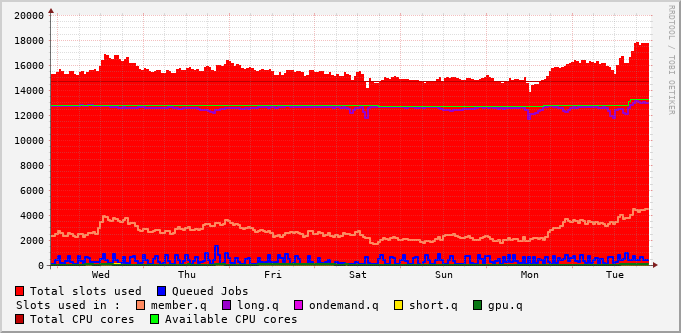 20000
18000
16000
14000
12000
10000
8000
6000
4000
2000
0
Wed Thu Fri Sat Sun Mon Tue
RRDTOOL / TOBI OETIKER
Total slots used Queued Jobs
Slots used in : member.q long.q ondemand.q short.q gpu.q
Total CPU cores Available CPU cores